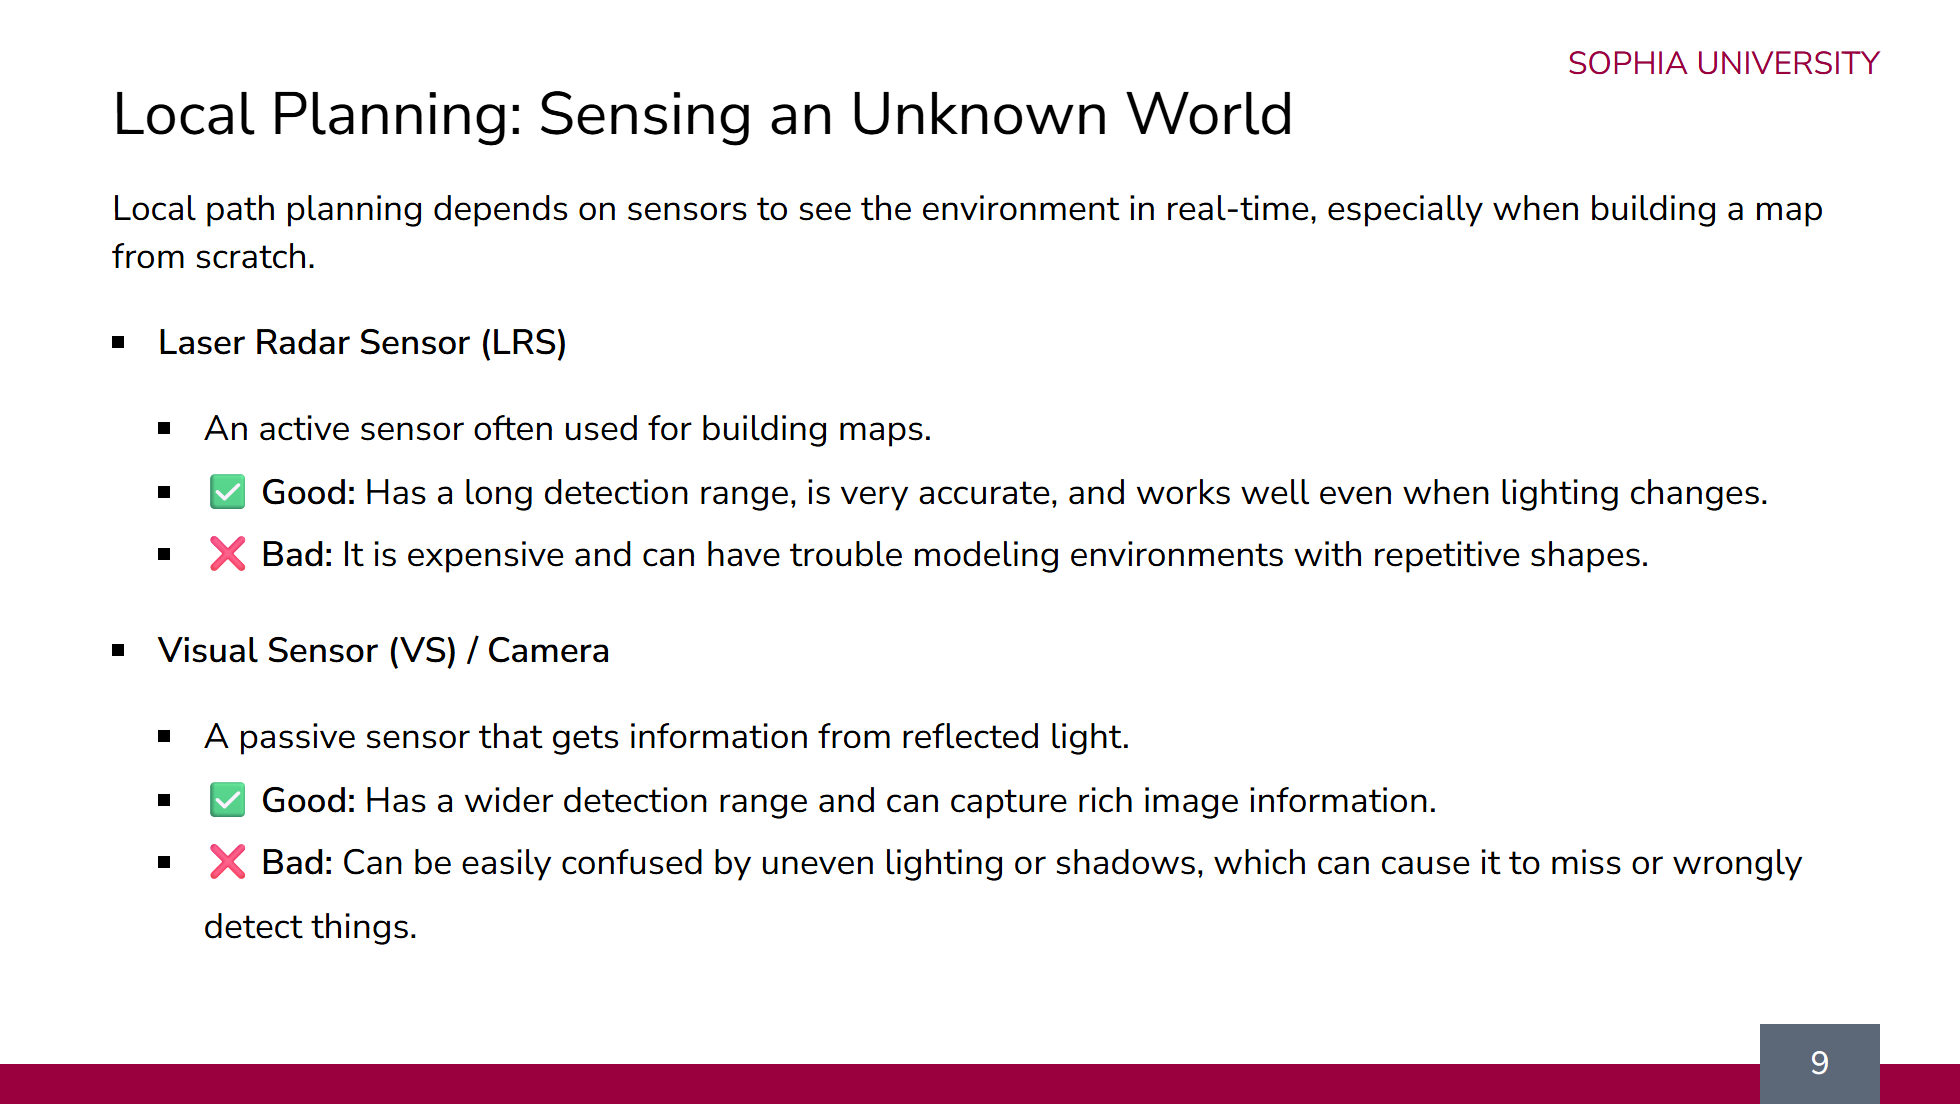 SOPHIA UNIVERSITY
Local Planning: Sensing an Unknown World
Local path planning depends on sensors to see the environment in real-time, especially when building a map
from scratch.
▪ Laser Radar Sensor (LRS)
▪ An active sensor often used for building maps.
▪ ✅ Good: Has a long detection range, is very accurate, and works well even when lighting changes.
▪ ❌ Bad: It is expensive and can have trouble modeling environments with repetitive shapes.
▪ Visual Sensor (VS) / Camera
▪ A passive sensor that gets information from reflected light.
▪ ✅ Good: Has a wider detection range and can capture rich image information.
▪ ❌ Bad: Can be easily confused by uneven lighting or shadows, which can cause it to miss or wrongly
detect things.
9